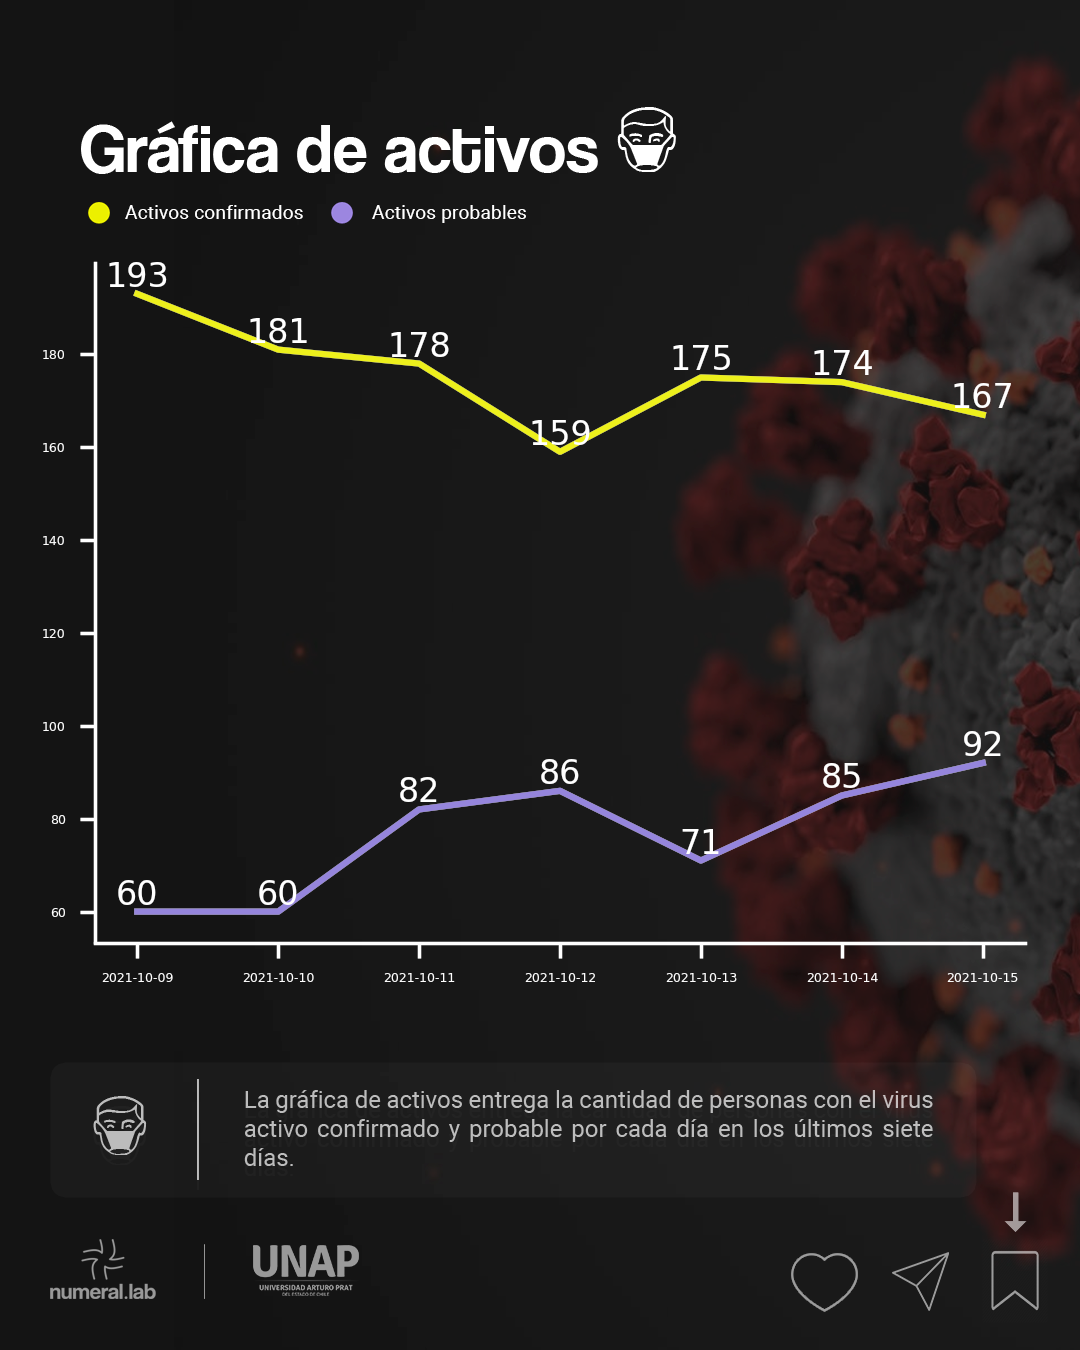 Gráfica de activos
Activos confirmados Activos probables
193
181
178
159
175
174
167
180
160
140
120
100
80
60
60
60
82
86
71
85
92
2021-10-09 2021-10-10 2021-10-11 2021-10-12 2021-10-13 2021-10-14 2021-10-15
La gráfica de activos entrega la cantidad de personas con el virus
activo confirmado y probable por cada día en los últimos siete
días.
numeral.lab
UNAP
UNIVERSIDAD ARTURO PRAT
DEL ESTADO DE CHILE